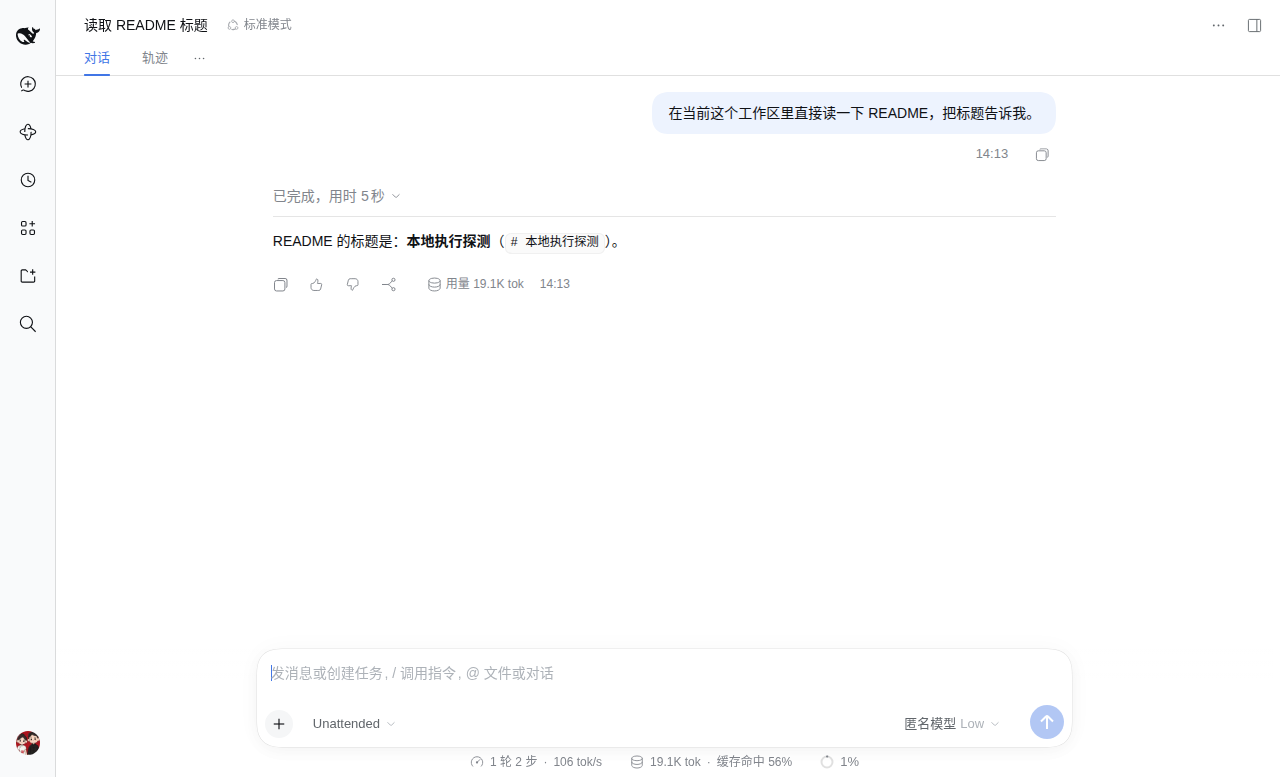 读取 README 标题 标准模式 ···
对话 轨迹 ···
在当前这个工作区里直接读一下 README，把标题告诉我。
14:13
已完成，用时 5 秒
README 的标题是：本地执行探测（# 本地执行探测）。
用量 19.1K tok 14:13
发消息或创建任务, / 调用指令, @ 文件或对话
+ Unattended 匿名模型 Low
1 轮 2 步 · 106 tok/s 19.1K tok · 缓存命中 56% 1%